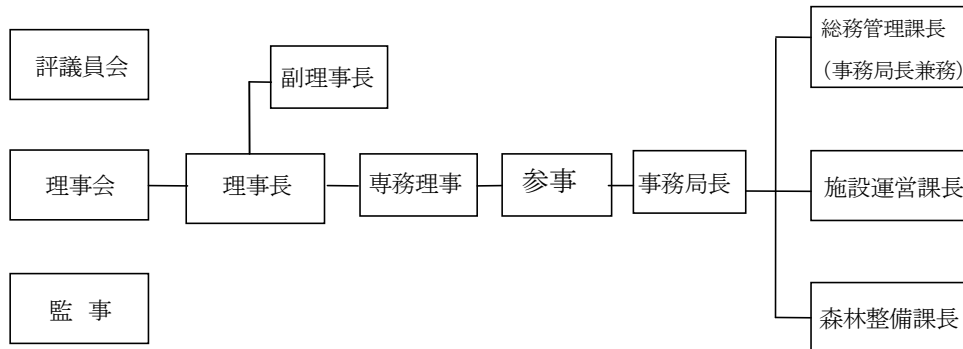 評議員会
副理事長
総務管理課長
(事務局長兼務)
理事会
理事長
専務理事
参事
事務局長
施設運営課長
監 事
森林整備課長